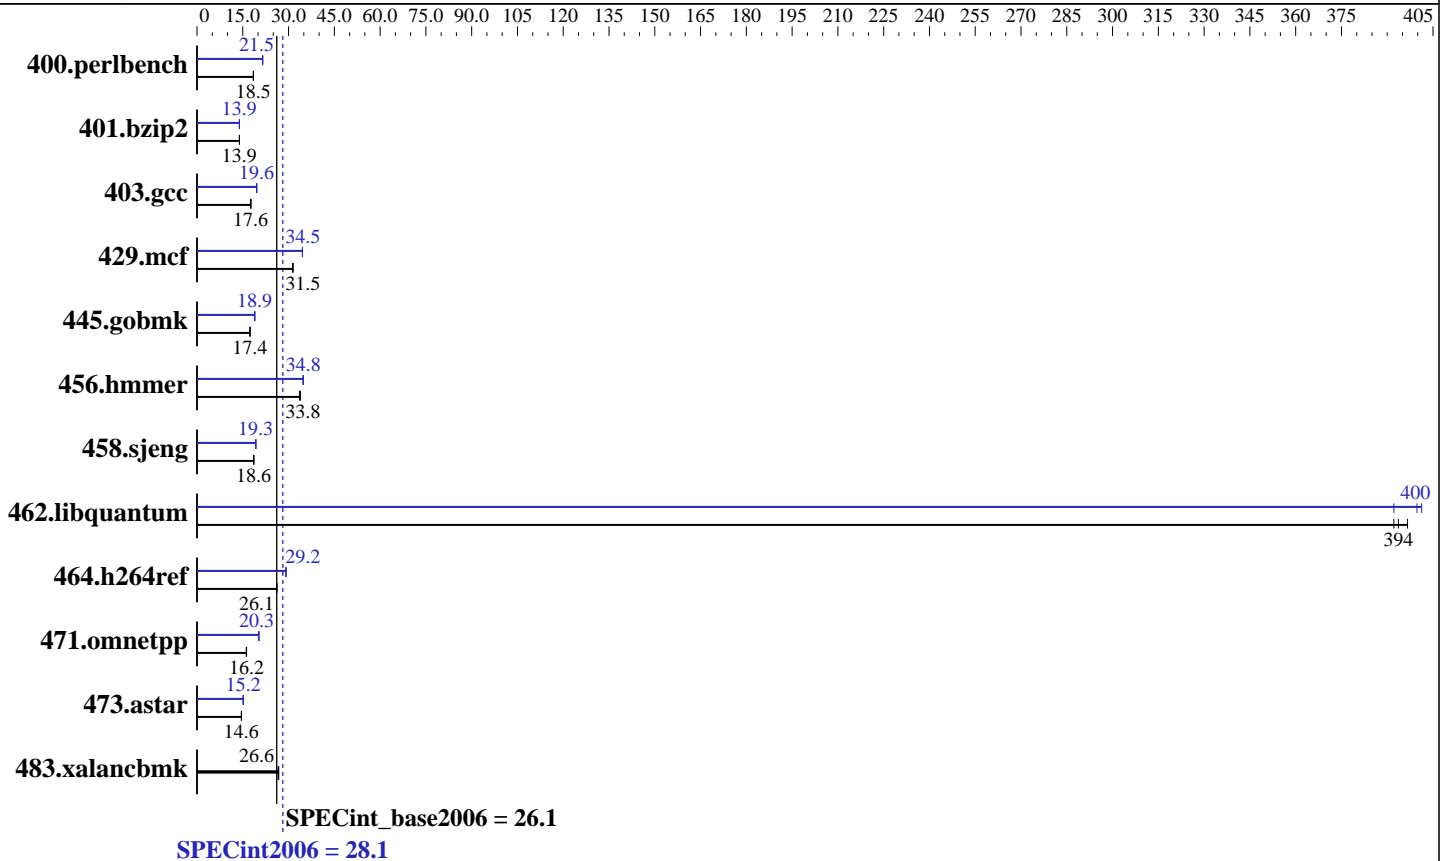 0 15.0 30.0 45.0 60.0 75.0 90.0 105 120 135 150 165 180 195 210 225 240 255 270 285 300 315 330 345 360 375 405
21.5
400.perlbench
18.5
13.9
401.bzip2
13.9
19.6
403.gcc
17.6
34.5
429.mcf
31.5
18.9
445.gobmk
17.4
34.8
456.hmmer
33.8
19.3
458.sjeng
18.6
400
462.libquantum
394
29.2
464.h264ref
26.1
20.3
471.omnetpp
16.2
15.2
473.astar
14.6
26.6
483.xalancbmk
SPECint_base2006 = 26.1
SPECint2006 = 28.1